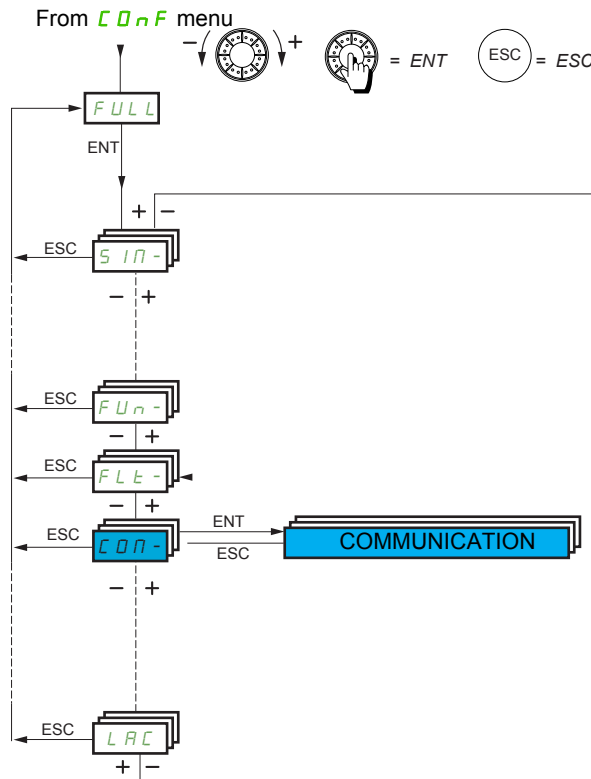 From COnF menu
− + = ENT ESC = ESC
FULL
ENT
+ −
ESC SIM-
− +
ESC FUn-
− +
ESC FLt-
− +
ESC COM- ENT COMMUNICATION
ESC
− +
ESC LAC
+ −